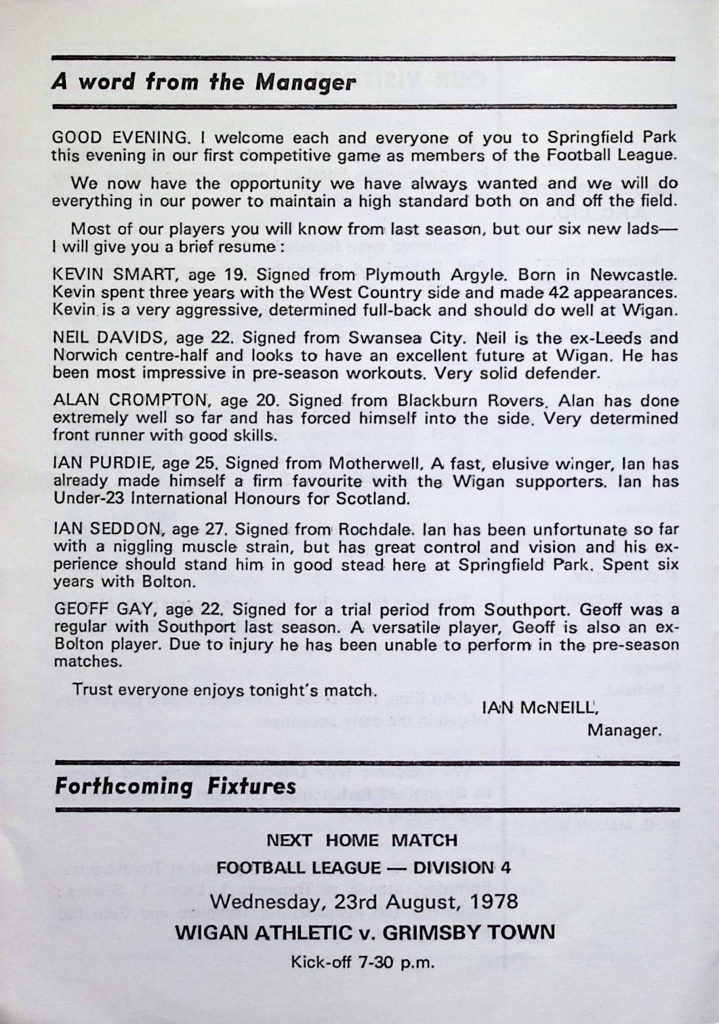 A word from the Manager
GOOD EVENING. I welcome each and everyone of you to Springfield Park
this evening in our first competitive game as members of the Football League.
We now have the opportunity we have always wanted and we will do
everything in our power to maintain a high standard both on and off the field.
Most of our players you will know from last season, but our six new lads—
I will give you a brief resume :
KEVIN SMART, age 19. Signed from Plymouth Argyle. Born in Newcastle.
Kevin spent three years with the West Country side and made 42 appearances.
Kevin is a very aggressive, determined full-back and should do well at Wigan.
NEIL DAVIDS, age 22. Signed from Swansea City. Neil is the ex-Leeds and
Norwich centre-half and looks to have an excellent future at Wigan. He has
been most impressive in pre-season workouts. Very solid defender.
ALAN CROMPTON, age 20. Signed from Blackburn Rovers. Alan has done
extremely well so far and has forced himself into the side. Very determined
front runner with good skills.
IAN PURDIE, age 25. Signed from Motherwell. A fast, elusive winger, Ian has
already made himself a firm favourite with the Wigan supporters. Ian has
Under-23 International Honours for Scotland.
IAN SEDDON, age 27. Signed from Rochdale. Ian has been unfortunate so far
with a niggling muscle strain, but has great control and vision and his ex-
perience should stand him in good stead here at Springfield Park. Spent six
years with Bolton.
GEOFF GAY, age 22. Signed for a trial period from Southport. Geoff was a
regular with Southport last season. A versatile player, Geoff is also an ex-
Bolton player. Due to injury he has been unable to perform in the pre-season
matches.
Trust everyone enjoys tonight's match.
IAN McNEILL,
Manager.
Forthcoming Fixtures
NEXT HOME MATCH
FOOTBALL LEAGUE — DIVISION 4
Wednesday, 23rd August, 1978
WIGAN ATHLETIC v. GRIMSBY TOWN
Kick-off 7-30 p.m.